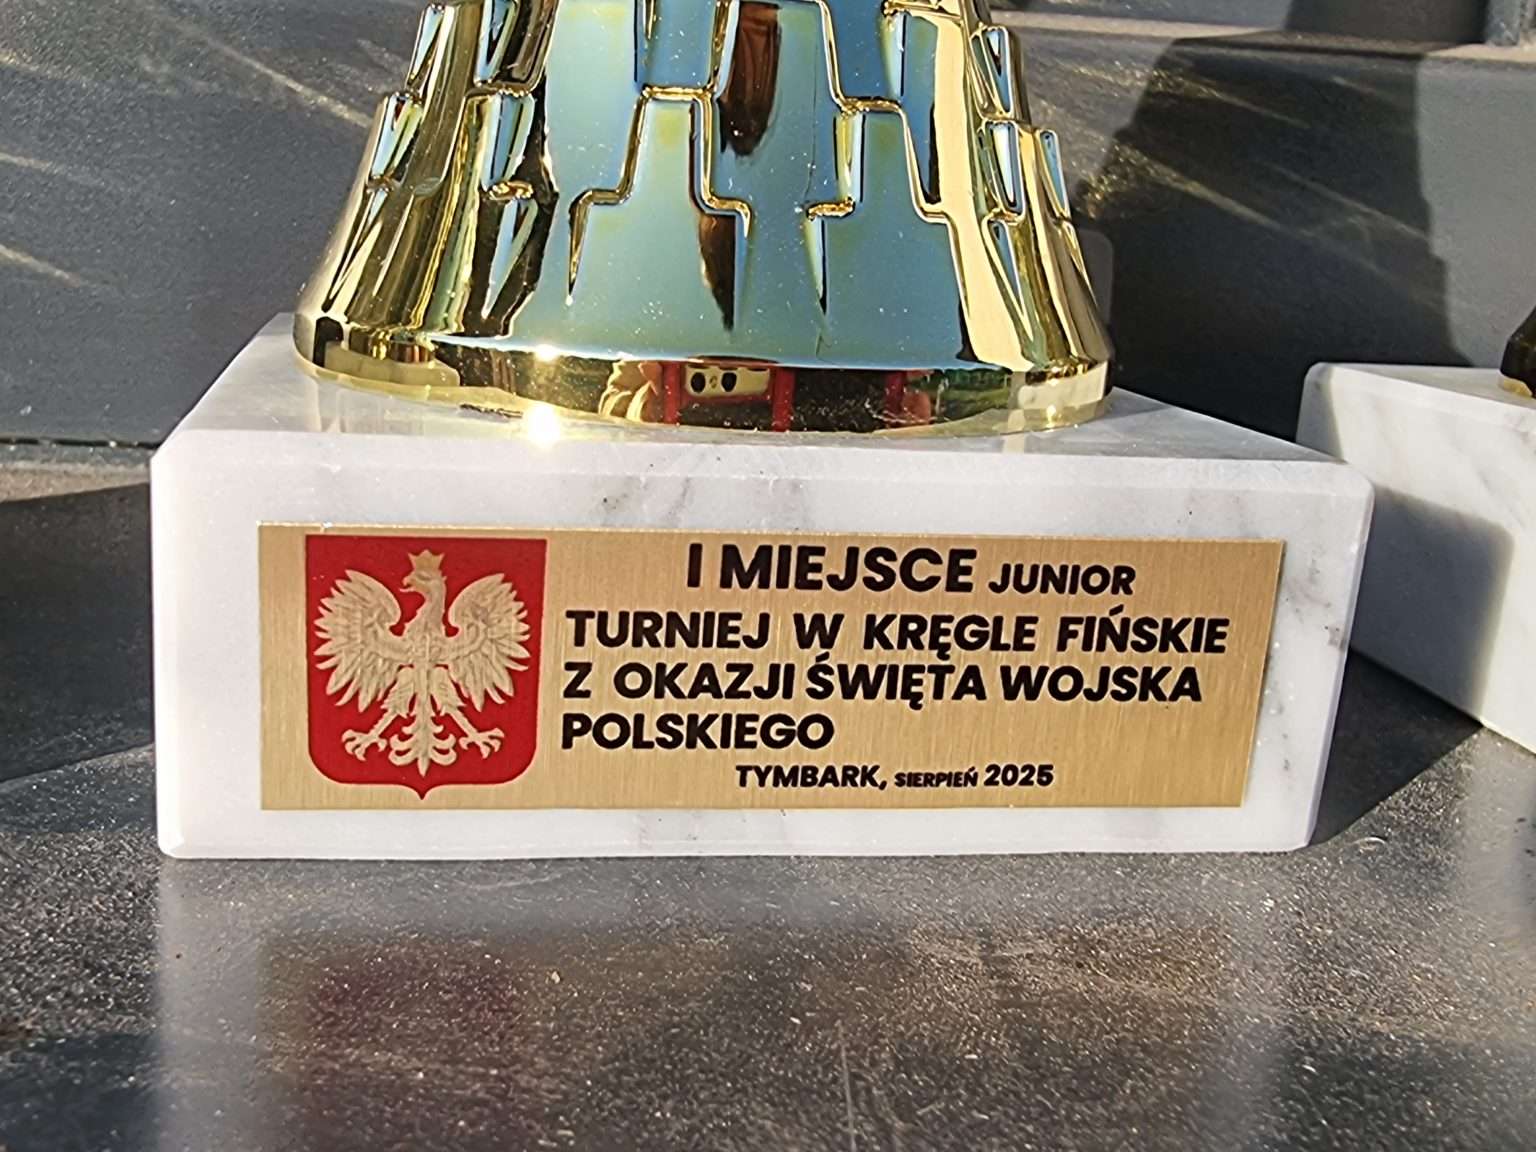 I MIEJSCE JUNIOR
TURNIEJ W KRĘGLE FIŃSKIE
Z OKAZJI ŚWIĘTA WOJSKA
POLSKIEGO
TYMBARK, SIERPIEŃ 2025